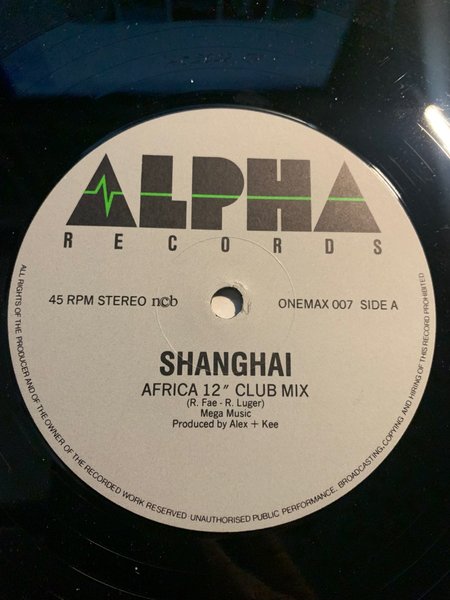 ALPHA
RECORDS
45 RPM STEREO ncb
ONEMAX 007 SIDE A
SHANGHAI
AFRICA 12" CLUB MIX
(R. Fae - R. Luger)
Mega Music
Produced by Alex + Kee
ALL RIGHTS OF THE PRODUCER AND OF THE OWNER OF THE RECORDED WORK RESERVED · UNAUTHORISED PUBLIC PERFORMANCE, BROADCASTING, COPYING AND HIRING OF THIS RECORD PROHIBITED